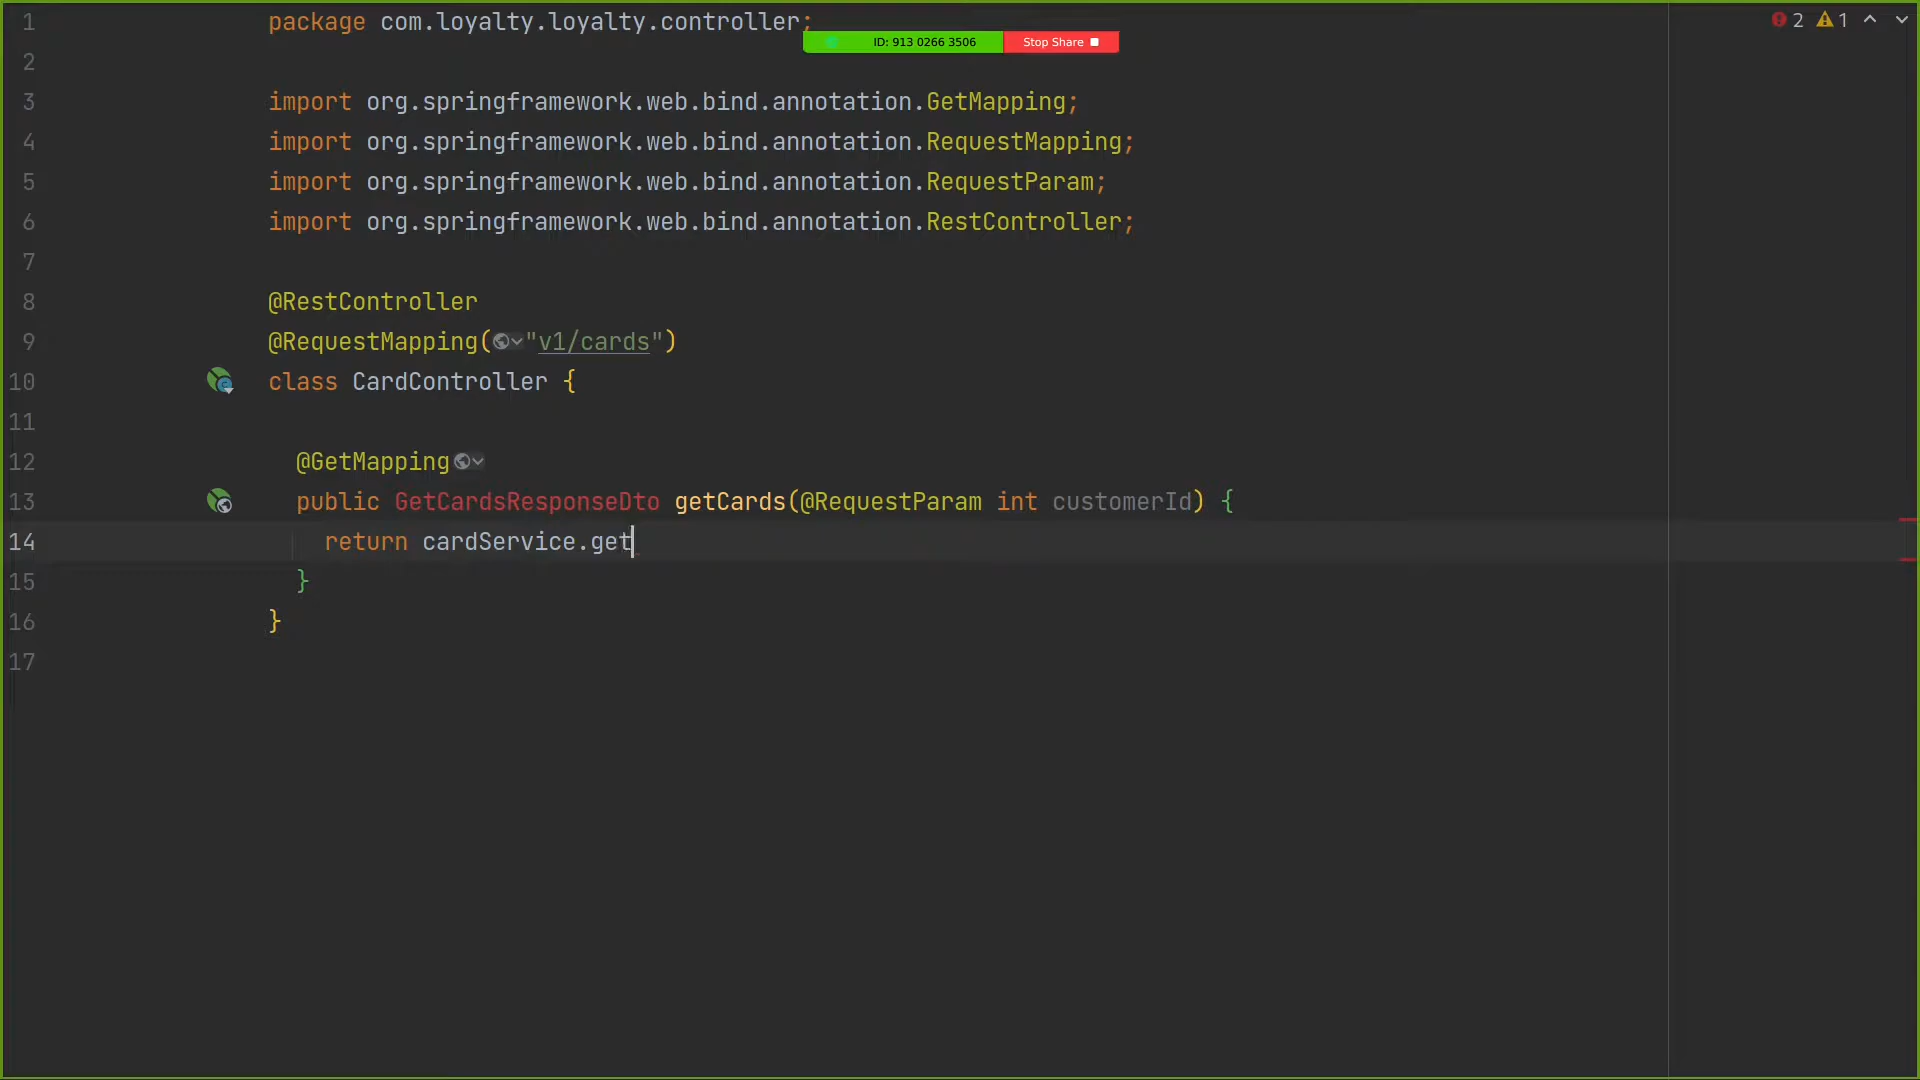 1 package com.loyalty.loyalty.controller;
ID: 913 0266 3506 Stop Share
2 1
2
3 import org.springframework.web.bind.annotation.GetMapping;
4 import org.springframework.web.bind.annotation.RequestMapping;
5 import org.springframework.web.bind.annotation.RequestParam;
6 import org.springframework.web.bind.annotation.RestController;
7
8 @RestController
9 @RequestMapping("v1/cards")
10 class CardController {
11
12 @GetMapping
13 public GetCardsResponseDto getCards(@RequestParam int customerId) {
14 return cardService.get
15 }
16 }
17